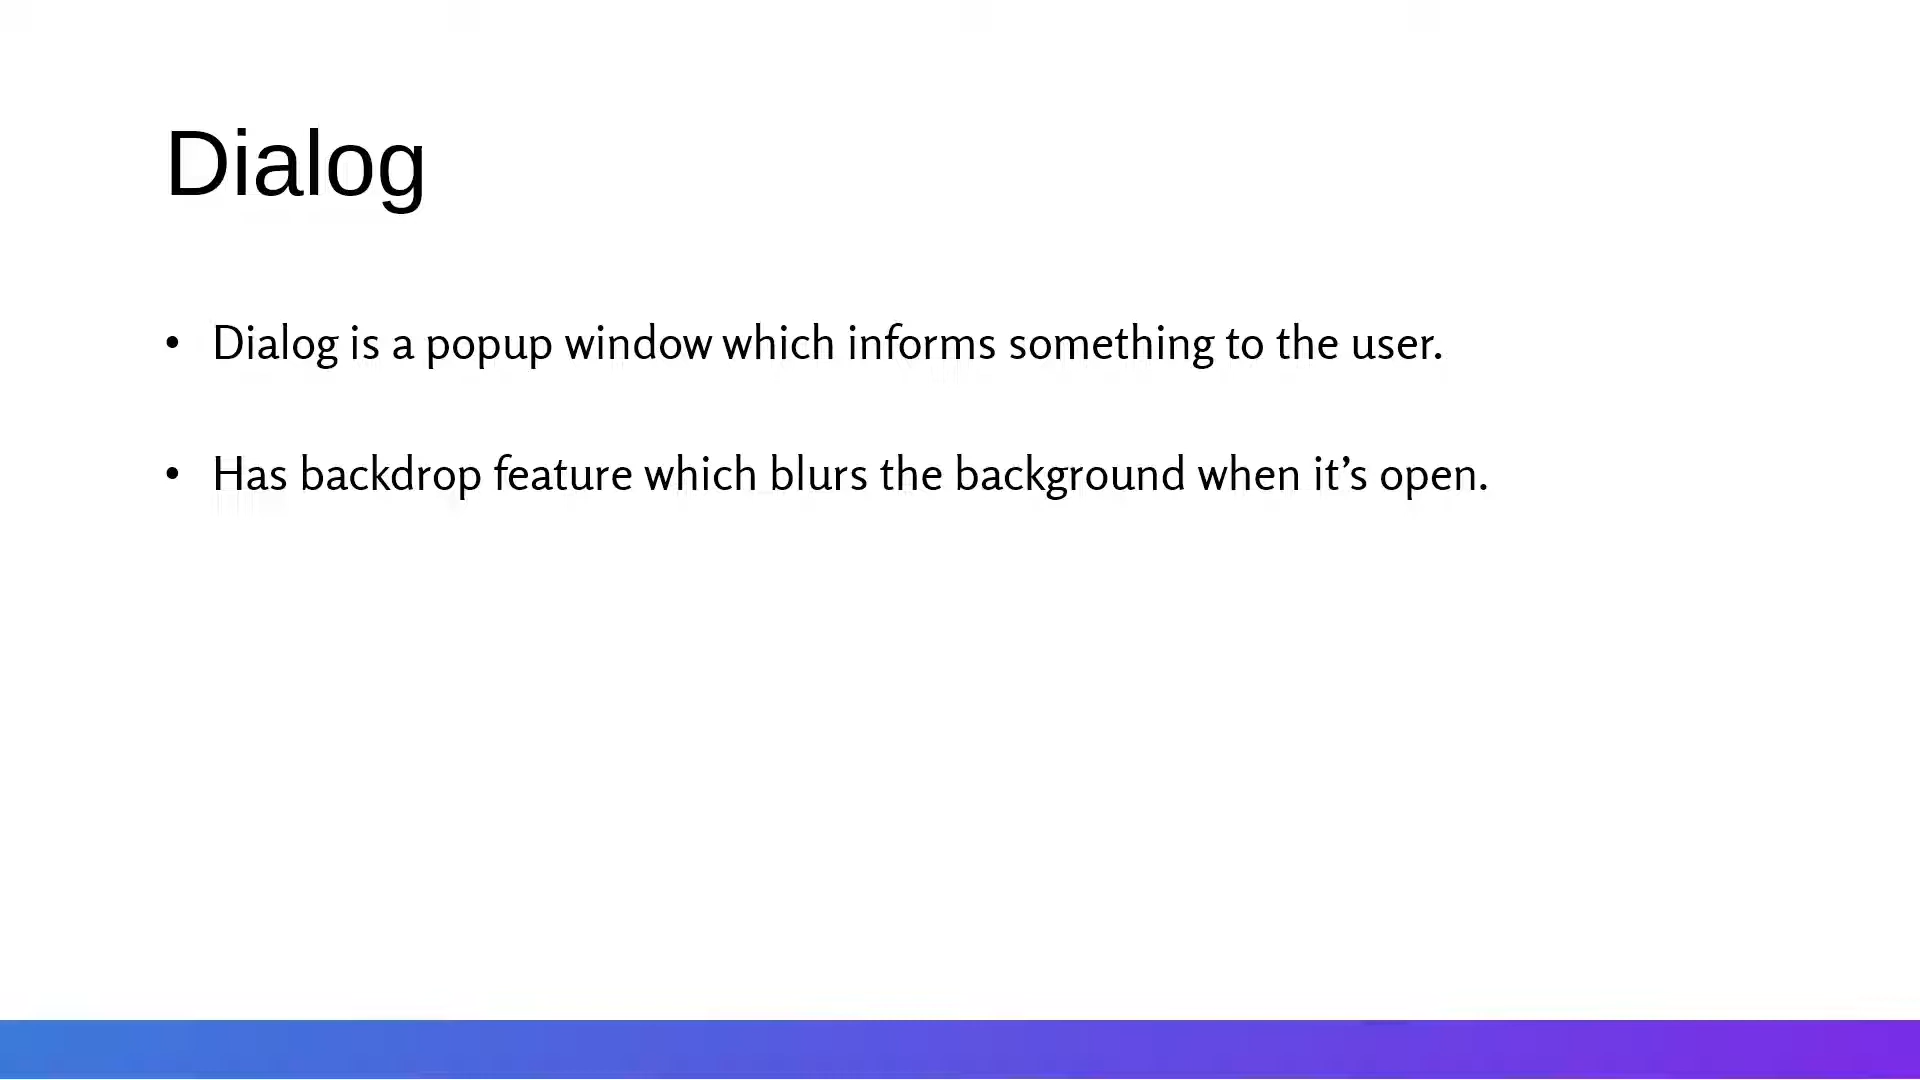 Dialog
• Dialog is a popup window which informs something to the user.
• Has backdrop feature which blurs the background when it’s open.